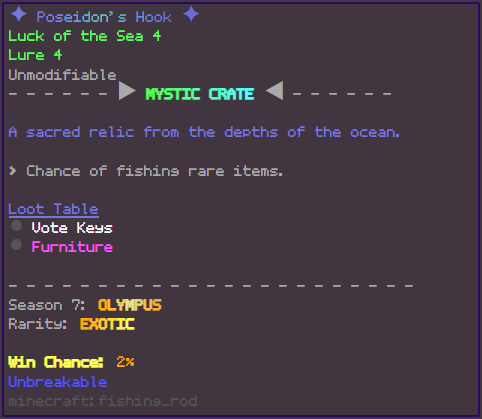 ✦ Poseidon's Hook ✦
Luck of the Sea 4
Lure 4
Unmodifiable
- - - - - - ▶ MYSTIC CRATE ◀ - - - - - -
A sacred relic from the depths of the ocean.
> Chance of fishing rare items.
Loot Table
● Vote Keys
● Furniture
- - - - - - - - - - - - - - - - - - - - - - - -
Season 7: OLYMPUS
Rarity: EXOTIC
Win Chance: 2%
Unbreakable
minecraft:fishing_rod